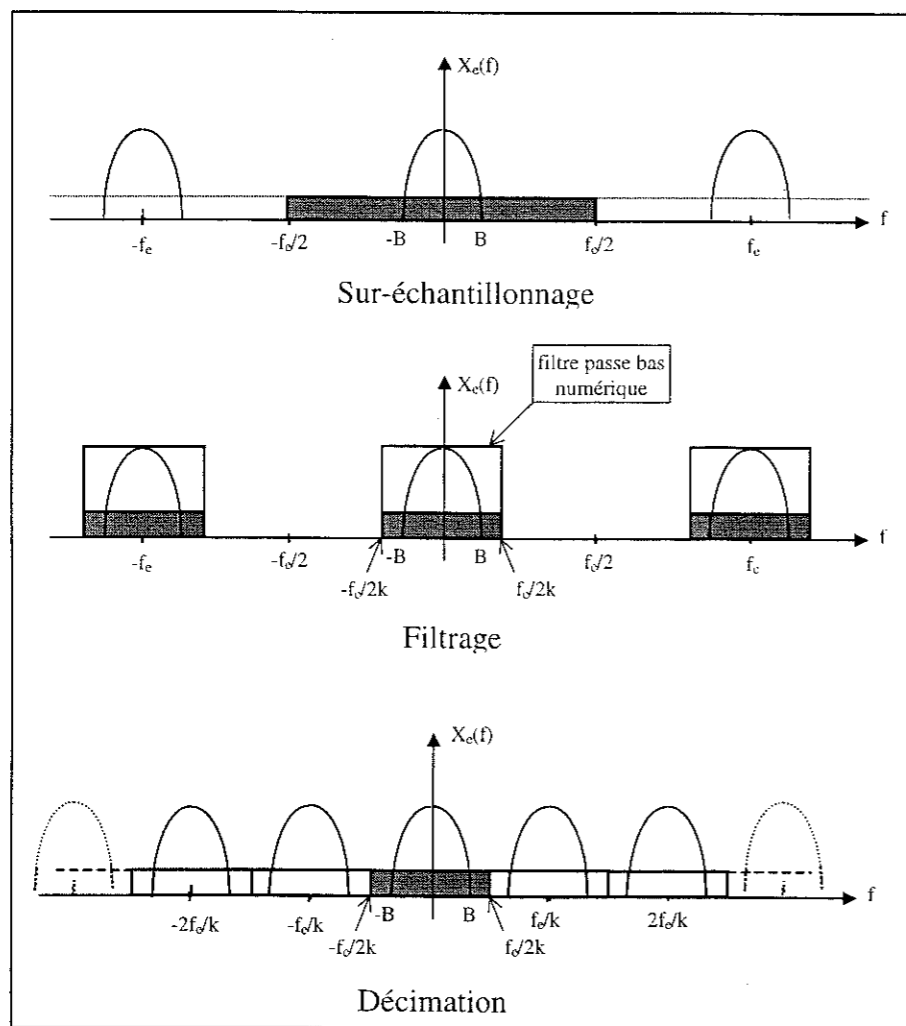 Xe(f)
-fe -fe/2 -B B fe/2 fe f
Sur-échantillonnage
filtre passe bas
numérique
Xe(f)
-fe -fe/2 -B B fe/2 fe f
-fe/2k fe/2k
Filtrage
Xe(f)
f
-2fe/k -fe/k -B B fe/k 2fe/k
-fe/2k fe/2k
Décimation